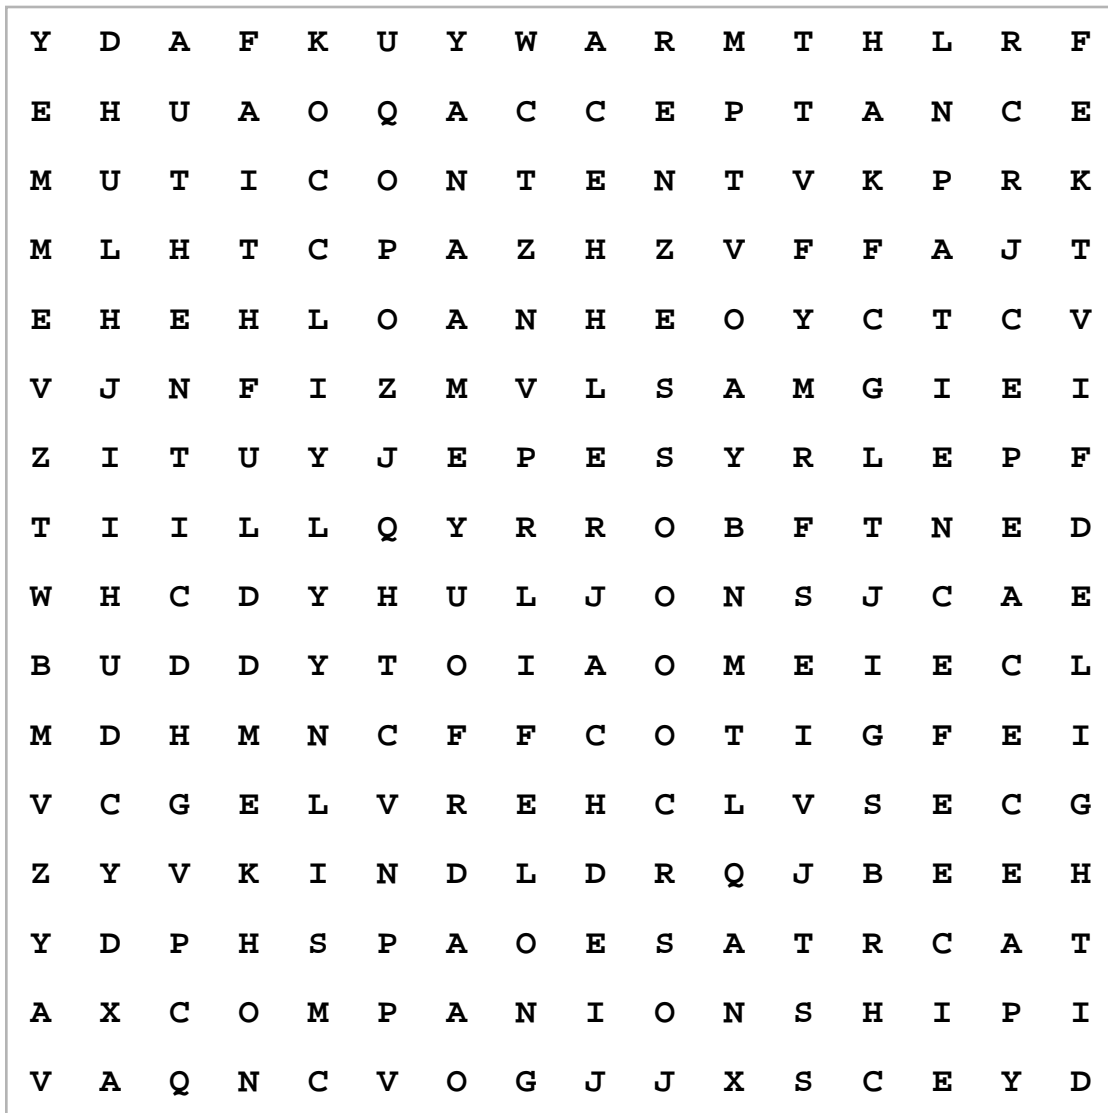 Y D A F K U Y W A R M T H L R F
E H U A O Q A C C E P T A N C E
M U T I C O N T E N T V K P R K
M L H T C P A Z H Z V F F A J T
E H E H L O A N H E O Y C T C V
V J N F I Z M V L S A M G I E I
Z I T U Y J E P E S Y R L E P F
T I I L L Q Y R R O B F T N E D
W H C D Y H U L J O N S J C A E
B U D D Y T O I A O M E I E C L
M D H M N C F F C O T I G F E I
V C G E L V R E H C L V S E C G
Z Y V K I N D L D R Q J B E E H
Y D P H S P A O E S A T R C A T
A X C O M P A N I O N S H I P I
V A Q N C V O G J J X S C E Y D